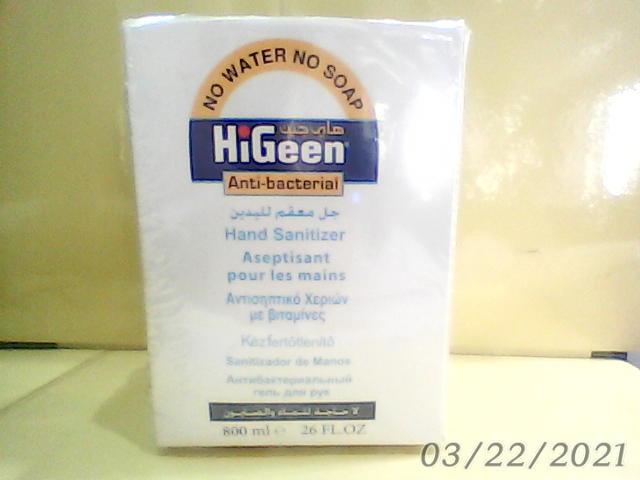 NO WATER NO SOAP
هاي جين
HiGeen
Anti-bacterial
جل معقم لليدين
Hand Sanitizer
Aseptisant
pour les mains
Αντισηπτικό Χεριών
με βιταμίνες
Kézfertőtlenítő
Sanitizador de Manos
Антибактериальный
гель для рук
لا حاجة للماء والصابون
800 ml e 26 FL.OZ
03/22/2021